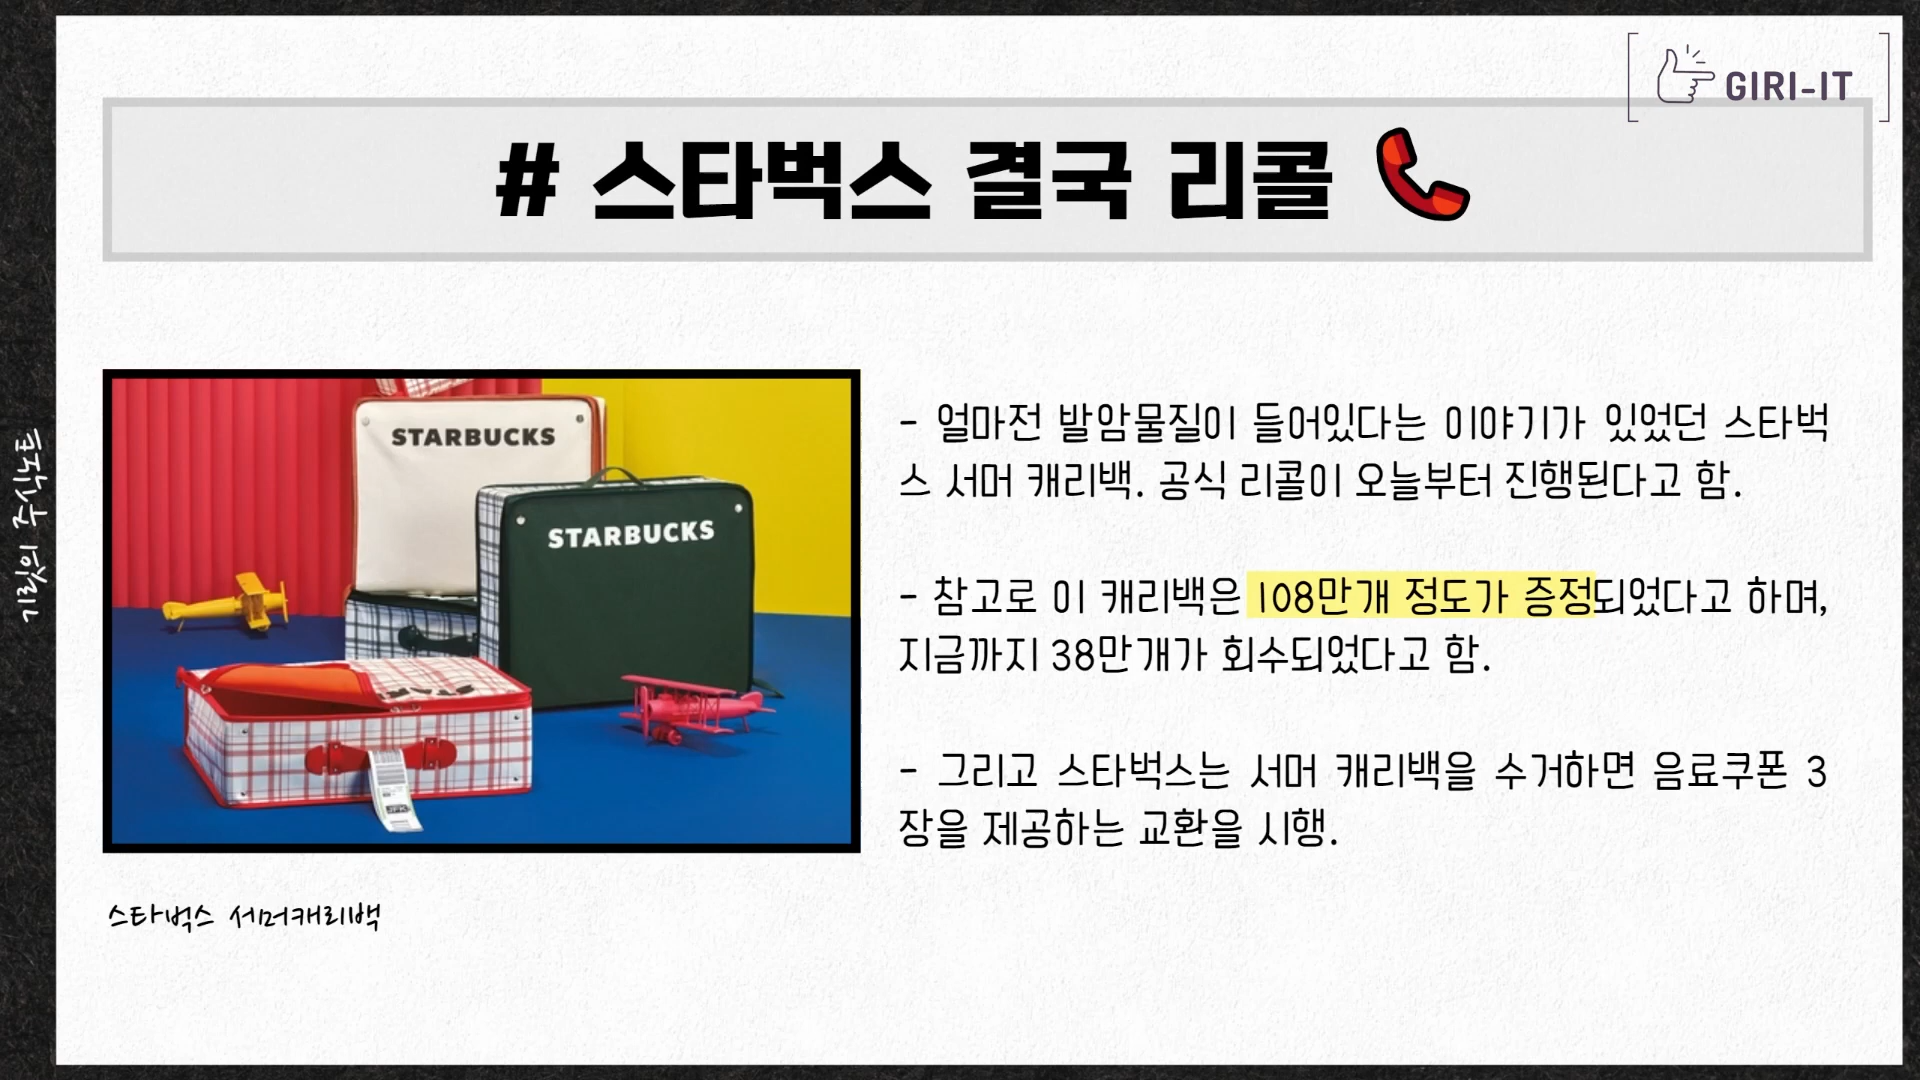 GIRI-IT
# 스타벅스 결국 리콜
STARBUCKS
STARBUCKS
JFK
- 얼마전 발암물질이 들어있다는 이야기가 있었던 스타벅
스 서머 캐리백. 공식 리콜이 오늘부터 진행된다고 함.
- 참고로 이 캐리백은 108만개 정도가 증정되었다고 하며,
지금까지 38만개가 회수되었다고 함.
- 그리고 스타벅스는 서머 캐리백을 수거하면 음료쿠폰 3
장을 제공하는 교환을 시행.
스타벅스 서머캐리백
기릿의 주식노트